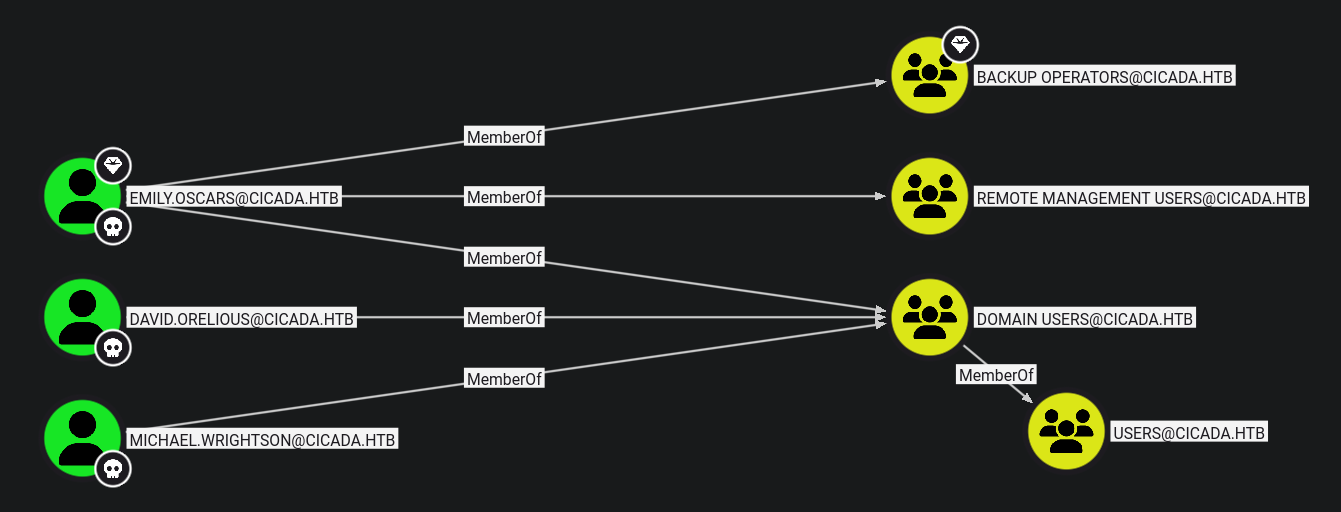 BACKUP OPERATORS@CICADA.HTB
MemberOf
EMILY.OSCARS@CICADA.HTB
MemberOf
REMOTE MANAGEMENT USERS@CICADA.HTB
MemberOf
DAVID.ORELIOUS@CICADA.HTB
MemberOf
DOMAIN USERS@CICADA.HTB
MemberOf
MemberOf
MICHAEL.WRIGHTSON@CICADA.HTB
USERS@CICADA.HTB